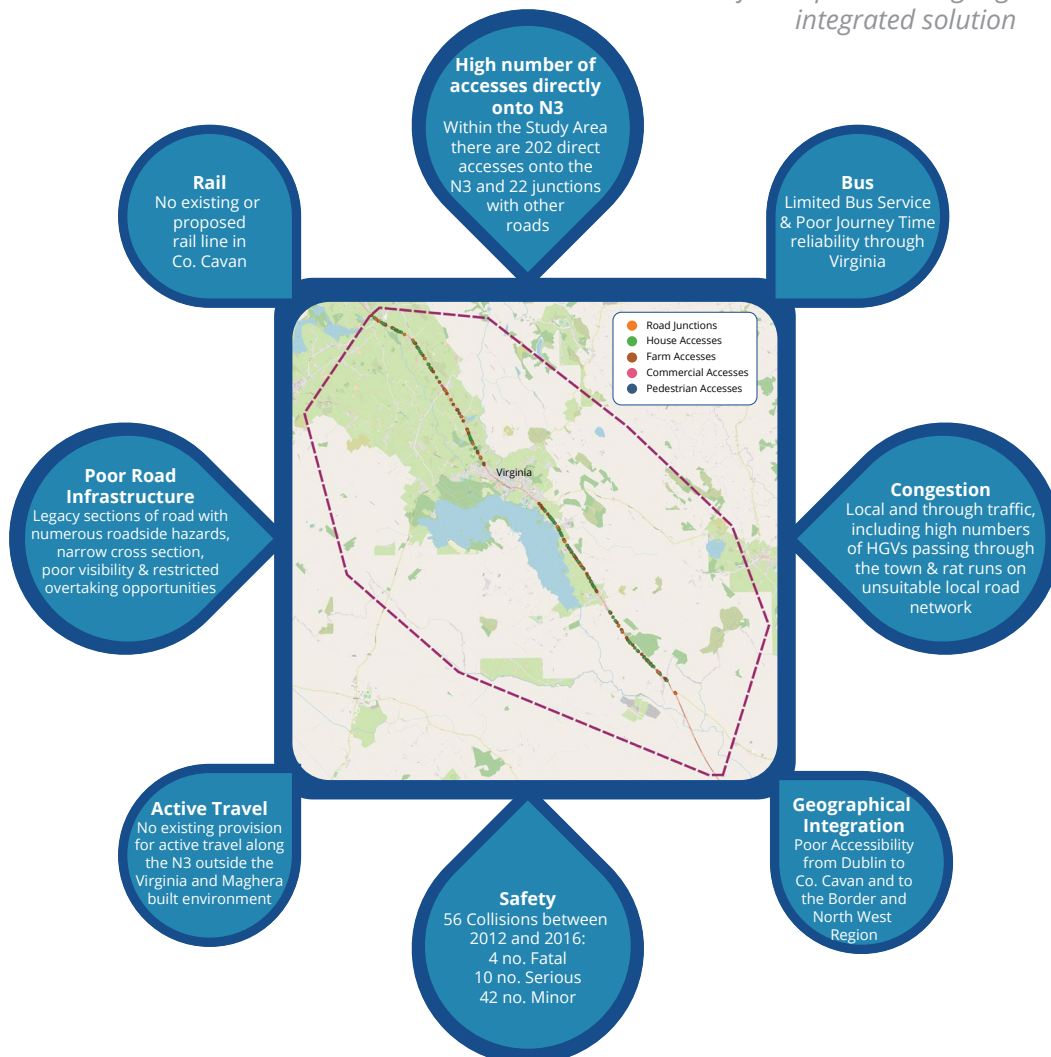 integrated solution
High number of
accesses directly
onto N3
Within the Study Area
there are 202 direct
accesses onto the
N3 and 22 junctions
with other
roads
Rail
No existing or
proposed
rail line in
Co. Cavan
Bus
Limited Bus Service
& Poor Journey Time
reliability through
Virginia
Road Junctions
House Accesses
Farm Accesses
Commercial Accesses
Pedestrian Accesses
Virginia
Poor Road
Infrastructure
Legacy sections of road with
numerous roadside hazards,
narrow cross section,
poor visibility & restricted
overtaking opportunities
Congestion
Local and through traffic,
including high numbers
of HGVs passing through
the town & rat runs on
unsuitable local road
network
Active Travel
No existing provision
for active travel along
the N3 outside the
Virginia and Maghera
built environment
Safety
56 Collisions between
2012 and 2016:
4 no. Fatal
10 no. Serious
42 no. Minor
Geographical
Integration
Poor Accessibility
from Dublin to
Co. Cavan and to
the Border and
North West
Region